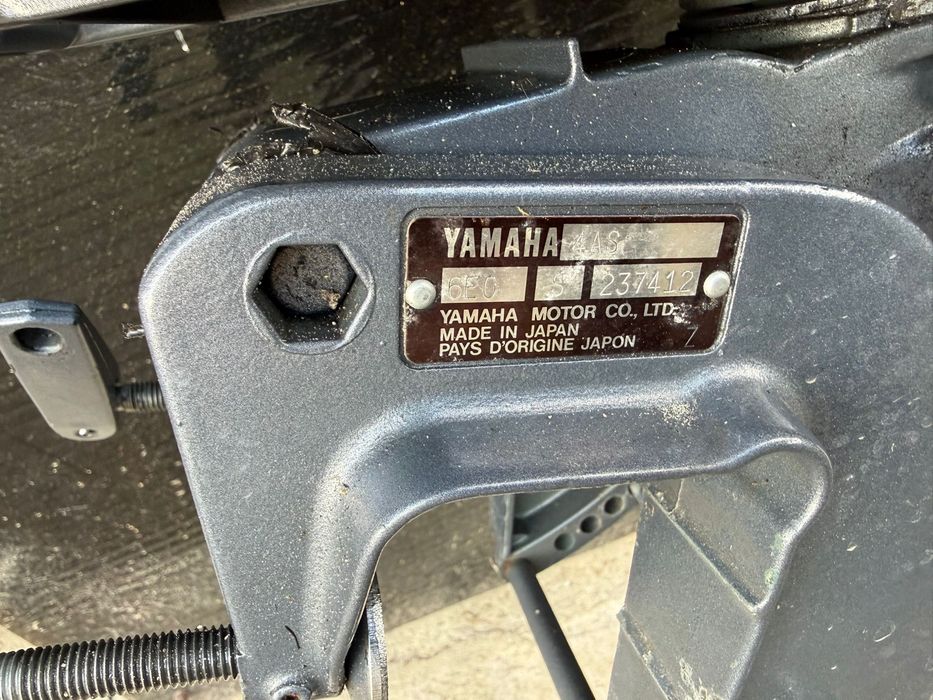 YAMAHA 4AS
6E0 S 237412
YAMAHA MOTOR CO., LTD.
MADE IN JAPAN
PAYS D'ORIGINE JAPON Z